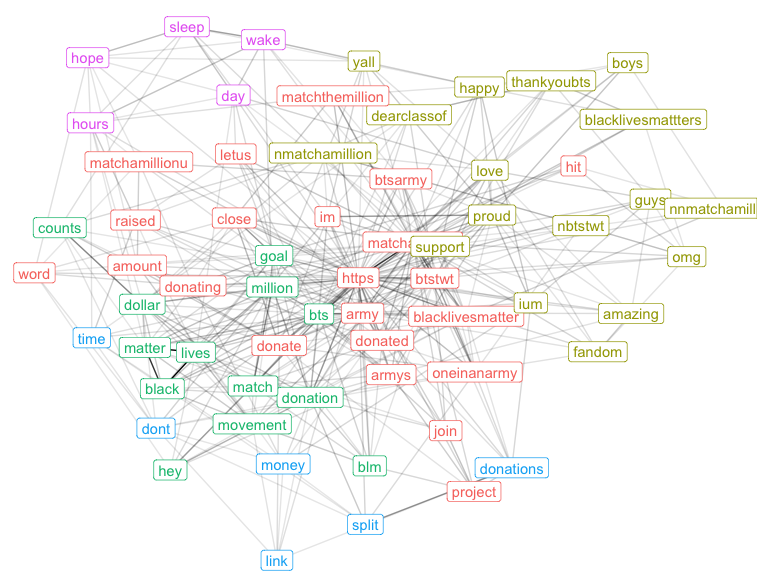 sleep
wake
hope
yall
boys
thankyoubts
happy
day
matchthemillion
dearclassof
hours
blacklivesmattters
letus
nmatchamillion
matchamillionu
hit
love
btsarmy
guys
nnmatchamill
raised
close
im
proud
nbtstwt
counts
support
goal
omg
word
amount
donating
million
https
btstwt
dollar
bts
army
blacklivesmatter
ium
amazing
time
matter
lives
donate
donated
fandom
black
match
armys
oneinanarmy
donation
dont
movement
join
hey
money
blm
donations
project
split
link